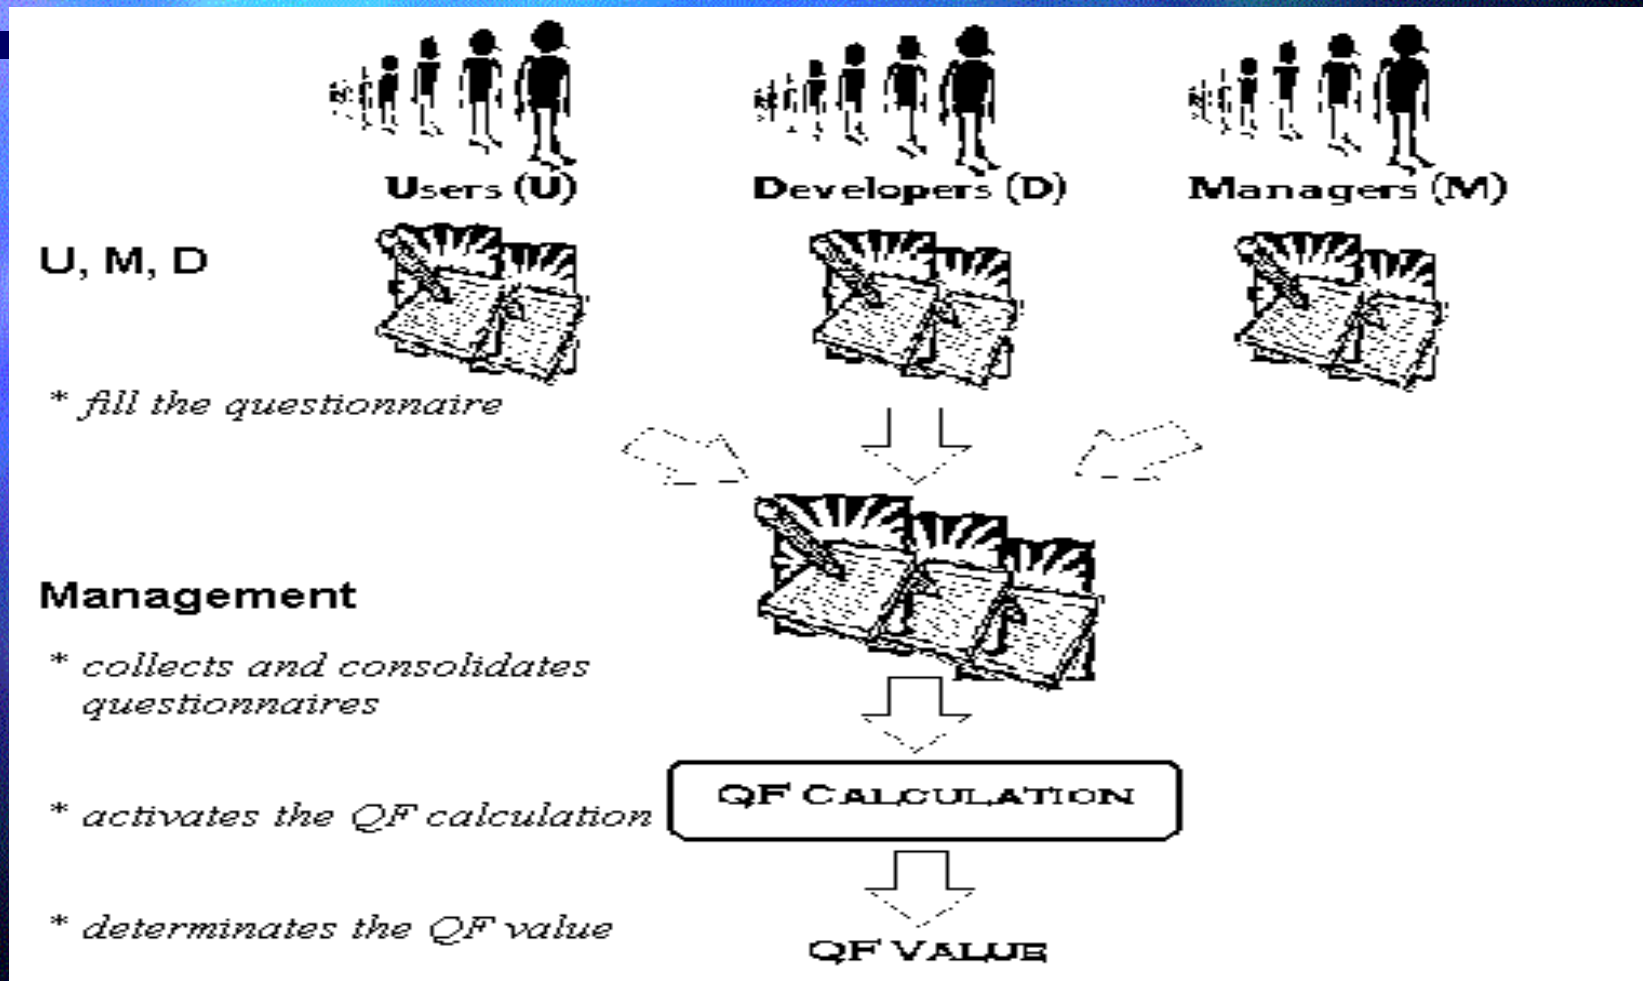 Users (U)
Developers (D)
Managers (M)
U, M, D
* fill the questionnaire
Management
* collects and consolidates
questionnaires
* activates the QF calculation
QF CALCULATION
* determinates the QF value
QF VALUE